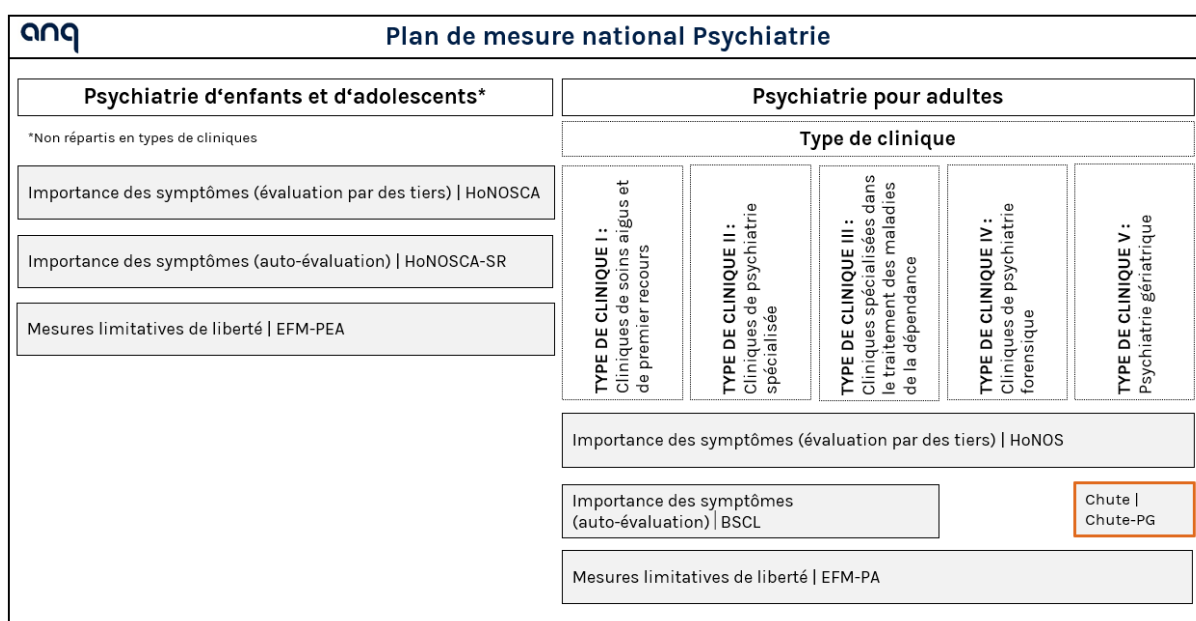 anq
Plan de mesure national Psychiatrie
Psychiatrie d‘enfants et d‘adolescents*
*Non répartis en types de cliniques
Importance des symptômes (évaluation par des tiers) | HoNOSCA
Importance des symptômes (auto-évaluation) | HoNOSCA-SR
Mesures limitatives de liberté | EFM-PEA
Psychiatrie pour adultes
Type de clinique
TYPE DE CLINIQUE I :
Cliniques de soins aigus et
de premier recours
TYPE DE CLINIQUE II :
Cliniques de psychiatrie
spécialisée
TYPE DE CLINIQUE III :
Cliniques spécialisées dans
le traitement des maladies
de la dépendance
TYPE DE CLINIQUE IV :
Cliniques de psychiatrie
forensique
TYPE DE CLINIQUE V :
Psychiatrie gériatrique
Importance des symptômes (évaluation par des tiers) | HoNOS
Importance des symptômes
(auto-évaluation) | BSCL
Chute |
Chute-PG
Mesures limitatives de liberté | EFM-PA